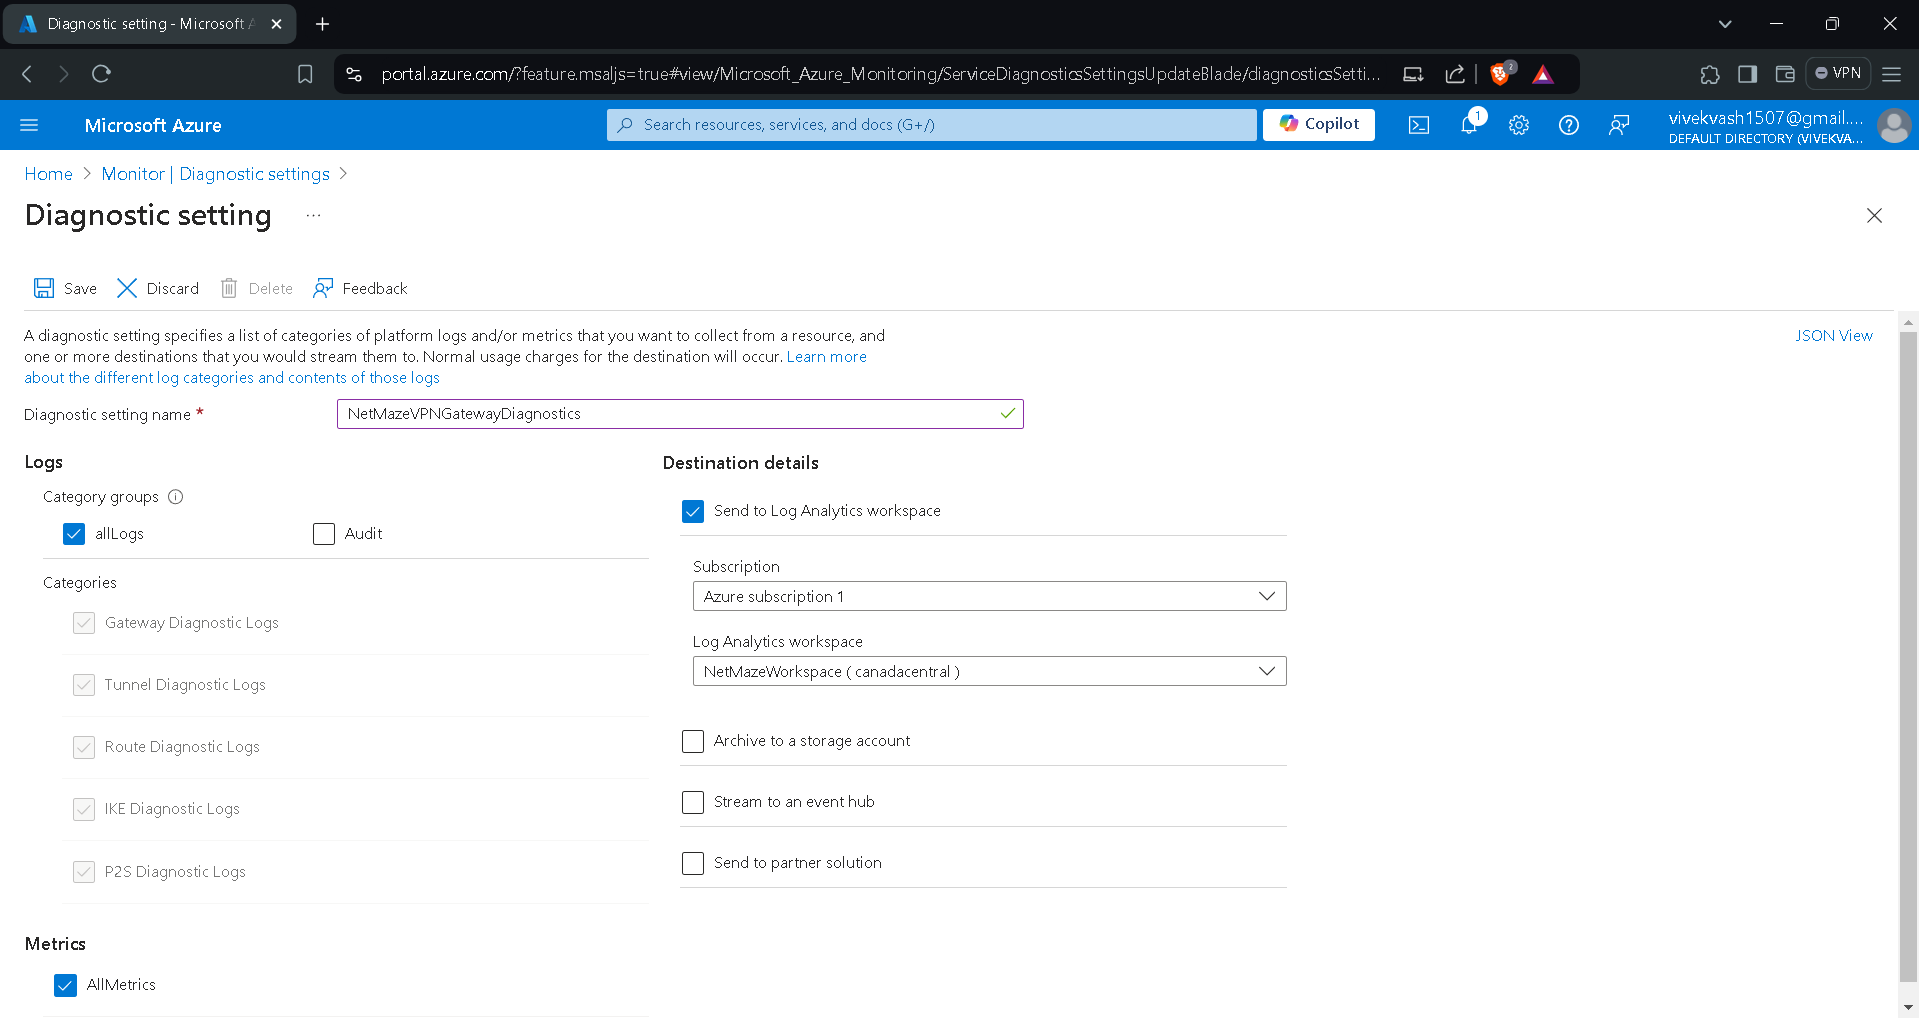 Diagnostic setting - Microsoft A
portal.azure.com/?feature.msaljs=true#view/Microsoft_Azure_Monitoring/ServiceDiagnosticsSettingsUpdateBlade/diagnosticsSetti...
2
VPN
Microsoft Azure
Search resources, services, and docs (G+/)
Copilot
1
vivekvash1507@gmail....
DEFAULT DIRECTORY (VIVEKVA...
Home > Monitor | Diagnostic settings >
Diagnostic setting ...
Save Discard Delete Feedback
A diagnostic setting specifies a list of categories of platform logs and/or metrics that you want to collect from a resource, and
one or more destinations that you would stream them to. Normal usage charges for the destination will occur. Learn more
about the different log categories and contents of those logs
JSON View
Diagnostic setting name *
NetMazeVPNGatewayDiagnostics
Logs
Category groups
allLogs
Audit
Categories
Gateway Diagnostic Logs
Tunnel Diagnostic Logs
Route Diagnostic Logs
IKE Diagnostic Logs
P2S Diagnostic Logs
Metrics
AllMetrics
Destination details
Send to Log Analytics workspace
Subscription
Azure subscription 1
Log Analytics workspace
NetMazeWorkspace ( canadacentral )
Archive to a storage account
Stream to an event hub
Send to partner solution